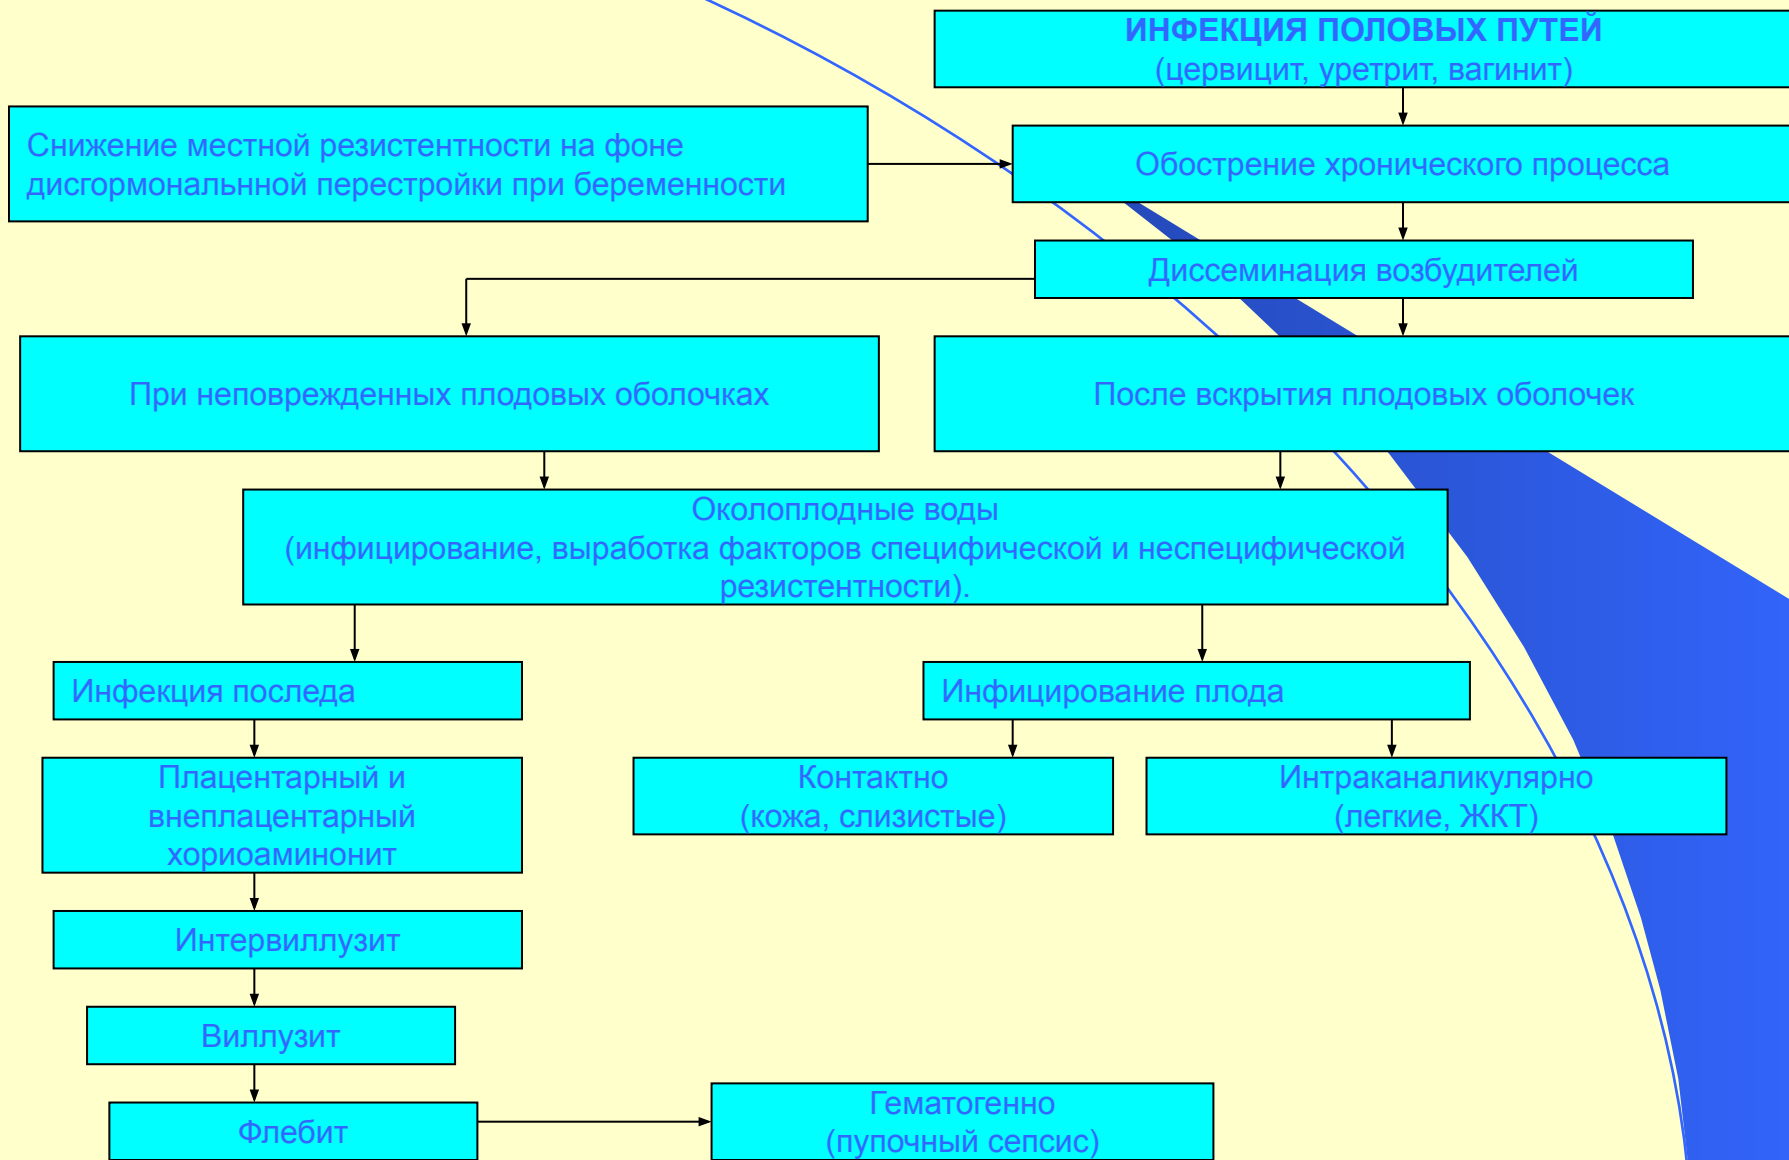 ИНФЕКЦИЯ ПОЛОВЫХ ПУТЕЙ
(цервицит, уретрит, вагинит)
Снижение местной резистентности на фоне
дисгормональнной перестройки при беременности
Обострение хронического процесса
Диссеминация возбудителей
При неповрежденных плодовых оболочках
После вскрытия плодовых оболочек
Околоплодные воды
(инфицирование, выработка факторов специфической и неспецифической
резистентности).
Инфекция последа
Инфицирование плода
Плацентарный и
внеплацентарный
хориоаминонит
Контактно
(кожа, слизистые)
Интраканаликулярно
(легкие, ЖКТ)
Интервиллузит
Виллузит
Флебит
Гематогенно
(пупочный сепсис)